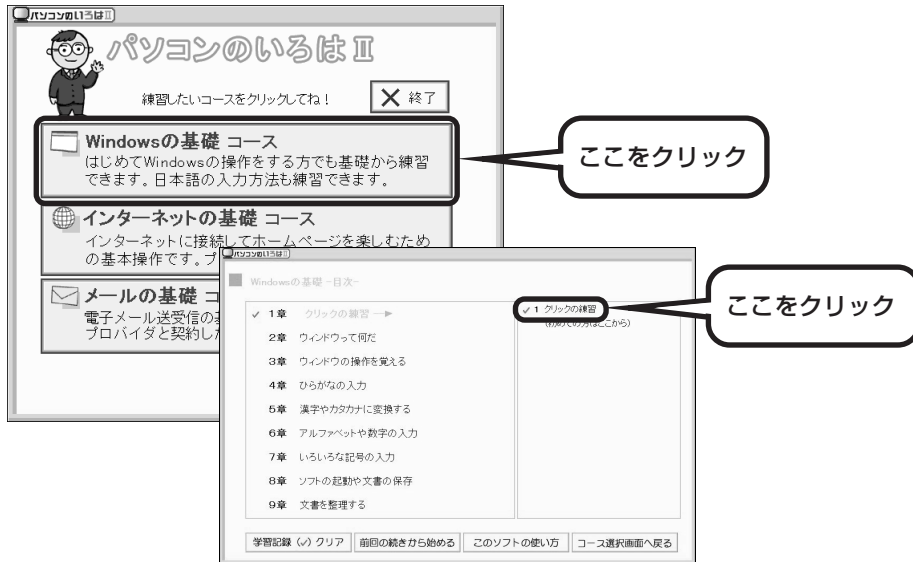 パソコンのいろはⅡ
パソコンのいろはⅡ
練習したいコースをクリックしてね！
終了
Windowsの基礎 コース
はじめてWindowsの操作をする方でも基礎から練習
できます。日本語の入力方法も練習できます。
ここをクリック
インターネットの基礎 コース
インターネットに接続してホームページを楽しむため
の基本操作です。プ
メールの基礎 コ
電子メール送受信の
プロバイダと契約した
パソコンのいろはⅡ
Windowsの基礎 −目次−
✓ 1章 クリックの練習
2章 ウィンドウって何だ
3章 ウィンドウの操作を覚える
4章 ひらがなの入力
5章 漢字やカタカナに変換する
6章 アルファベットや数字の入力
7章 いろいろな記号の入力
8章 ソフトの起動や文書の保存
9章 文書を整理する
✓ 1 クリックの練習
(初めての方はここから)
ここをクリック
学習記録 (✓) クリア
前回の続きから始める
このソフトの使い方
コース選択画面へ戻る